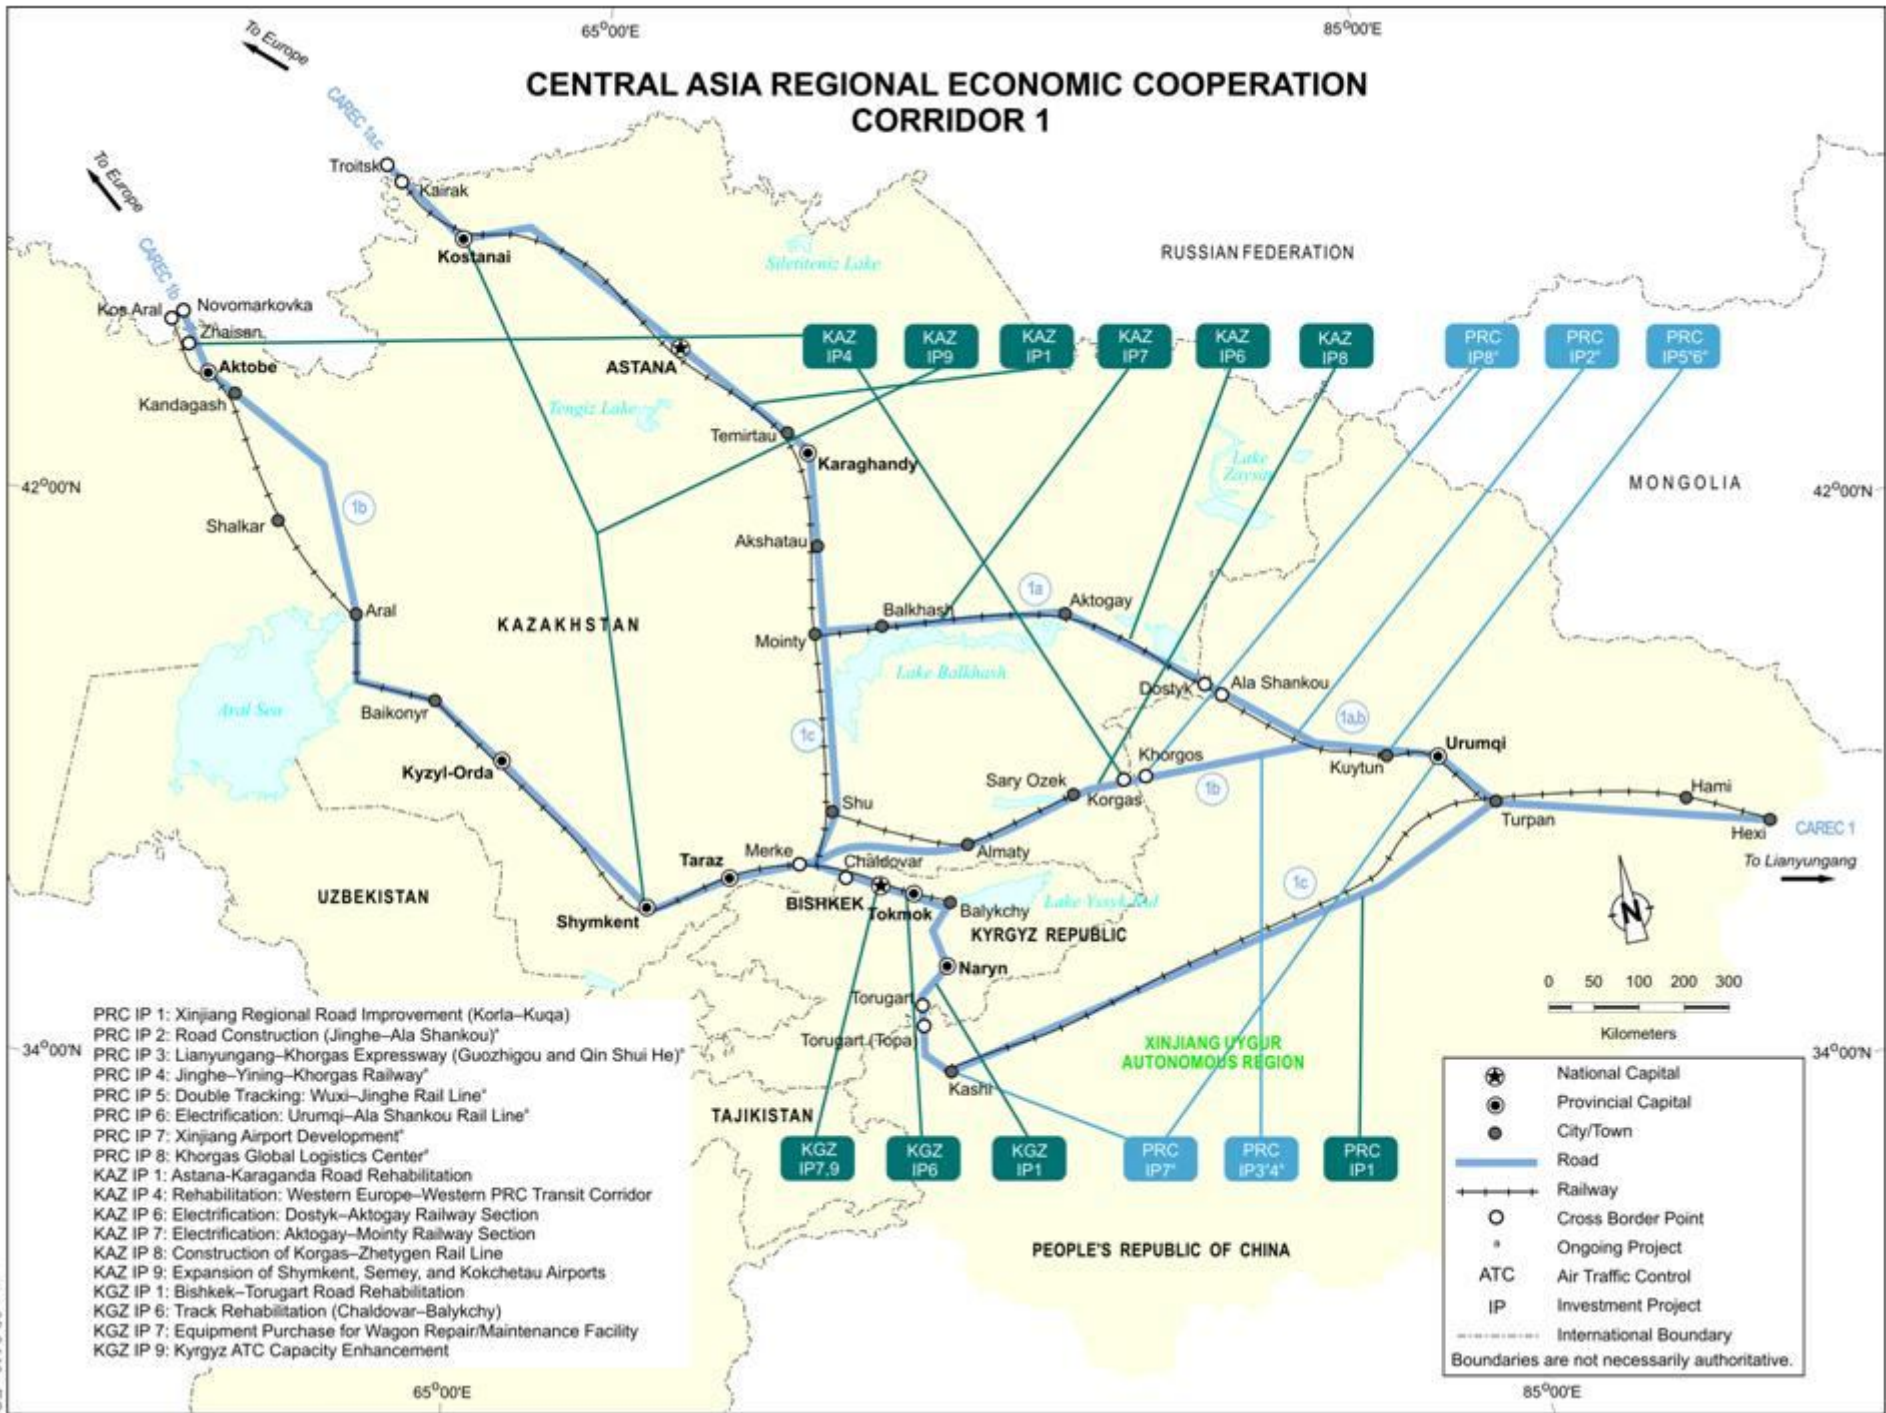 65°00'E
85°00'E
To Europe
CENTRAL ASIA REGIONAL ECONOMIC COOPERATION
CORRIDOR 1
CAREC 1a,c
To Europe
Troitsk
Kairak
CAREC 1b
Kostanai
Siletiteniz Lake
RUSSIAN FEDERATION
Kos Aral
Novomarkovka
Zhaisan
KAZ
IP4
KAZ
IP9
KAZ
IP1
KAZ
IP7
KAZ
IP6
KAZ
IP8
PRC
IP8°
PRC
IP2°
PRC
IP5°6°
ASTANA
Aktobe
Kandagash
Tengiz Lake
Temirtau
Karaghandy
Lake
Zaysan
MONGOLIA
42°00'N
42°00'N
1b
Shalkar
Akshatau
1a
Aral
Balkhash
Aktogay
KAZAKHSTAN
Mointy
Lake Balkhash
Dostyk
Ala Shankou
Aral Sea
Baikonyr
1c
1a,b
Urumqi
Kyzyl-Orda
Khorgos
Kuytun
Sary Ozek
Korgas
1b
Hami
Shu
Turpan
Hexi
CAREC 1
To Lianyungang
Taraz
Merke
Chaldovar
Almaty
1c
UZBEKISTAN
BISHKEK
Tokmok
Balykchy
Lake Yssyk Kul
Shymkent
KYRGYZ REPUBLIC
N
Naryn
Torugart
0 50 100 200 300
Kilometers
Torugart (Topa)
XINJIANG UYGUR
AUTONOMOUS REGION
34°00'N
34°00'N
Kashi
TAJIKISTAN
KGZ
IP7,9
KGZ
IP6
KGZ
IP1
PRC
IP7°
PRC
IP3°4°
PRC
IP1
PEOPLE'S REPUBLIC OF CHINA
PRC IP 1: Xinjiang Regional Road Improvement (Korla–Kuqa)
PRC IP 2: Road Construction (Jinghe–Ala Shankou)°
PRC IP 3: Lianyungang–Khorgas Expressway (Guozhigou and Qin Shui He)°
PRC IP 4: Jinghe–Yining–Khorgas Railway°
PRC IP 5: Double Tracking: Wuxi–Jinghe Rail Line°
PRC IP 6: Electrification: Urumqi–Ala Shankou Rail Line°
PRC IP 7: Xinjiang Airport Development°
PRC IP 8: Khorgas Global Logistics Center°
KAZ IP 1: Astana-Karaganda Road Rehabilitation
KAZ IP 4: Rehabilitation: Western Europe–Western PRC Transit Corridor
KAZ IP 6: Electrification: Dostyk–Aktogay Railway Section
KAZ IP 7: Electrification: Aktogay–Mointy Railway Section
KAZ IP 8: Construction of Korgas–Zhetygen Rail Line
KAZ IP 9: Expansion of Shymkent, Semey, and Kokchetau Airports
KGZ IP 1: Bishkek–Torugart Road Rehabilitation
KGZ IP 6: Track Rehabilitation (Chaldovar–Balykchy)
KGZ IP 7: Equipment Purchase for Wagon Repair/Maintenance Facility
KGZ IP 9: Kyrgyz ATC Capacity Enhancement
National Capital
Provincial Capital
City/Town
Road
Railway
Cross Border Point
° Ongoing Project
ATC Air Traffic Control
IP Investment Project
International Boundary
Boundaries are not necessarily authoritative.
65°00'E
85°00'E